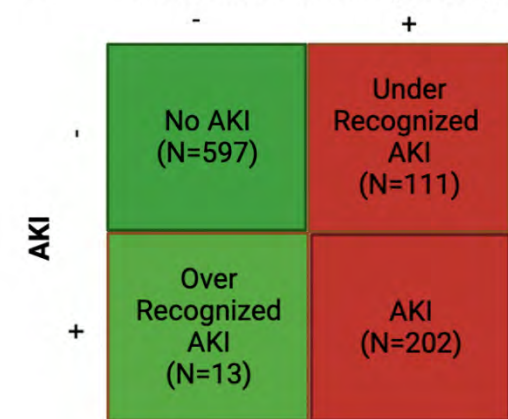 - +
-
No AKI
(N=597)
Under
Recognized
AKI
(N=111)
AKI
+
Over
Recognized
AKI
(N=13)
AKI
(N=202)